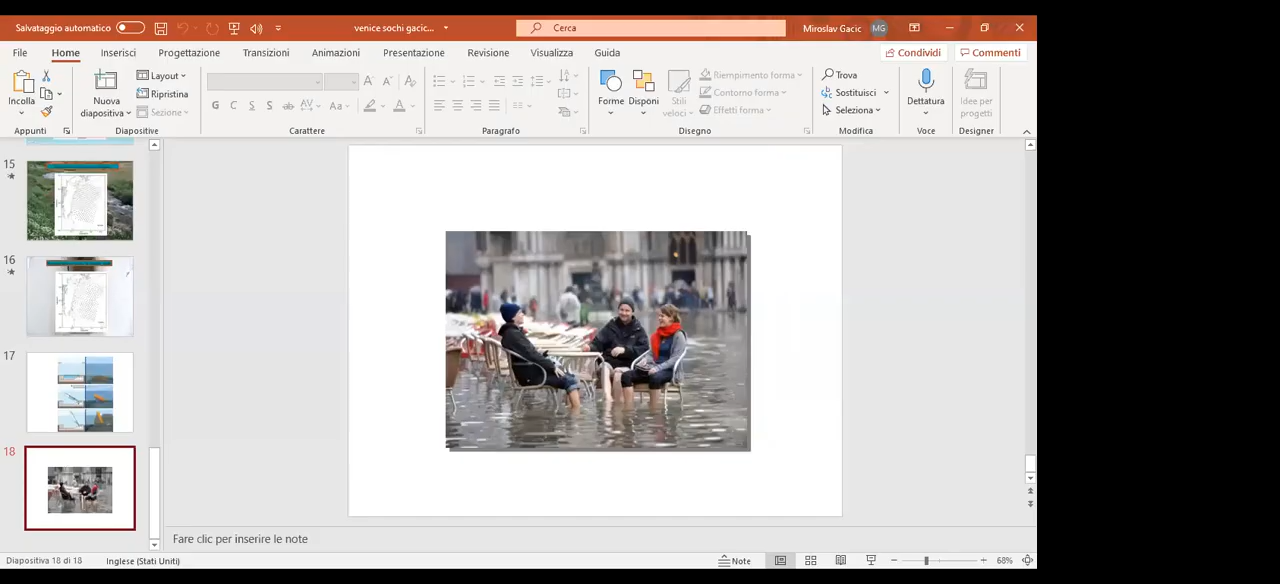 Salvataggio automatico
venice sochi gacic...
Cerca
Miroslav Gacic
MG
File
Home
Inserisci
Progettazione
Transizioni
Animazioni
Presentazione
Revisione
Visualizza
Guida
Condividi
Commenti
Incolla
Nuova
diapositiva
Layout
Ripristina
Sezione
G C S S ab AV Aa A
Forme
Disponi
Stili
veloci
Riempimento forma
Contorno forma
Effetti forma
Trova
Sostituisci
Seleziona
Dettatura
Idee per
progetti
Appunti
Diapositive
Carattere
Paragrafo
Disegno
Modifica
Voce
Designer
15
16
17
18
Fare clic per inserire le note
Diapositiva 18 di 18
Inglese (Stati Uniti)
Note
68%